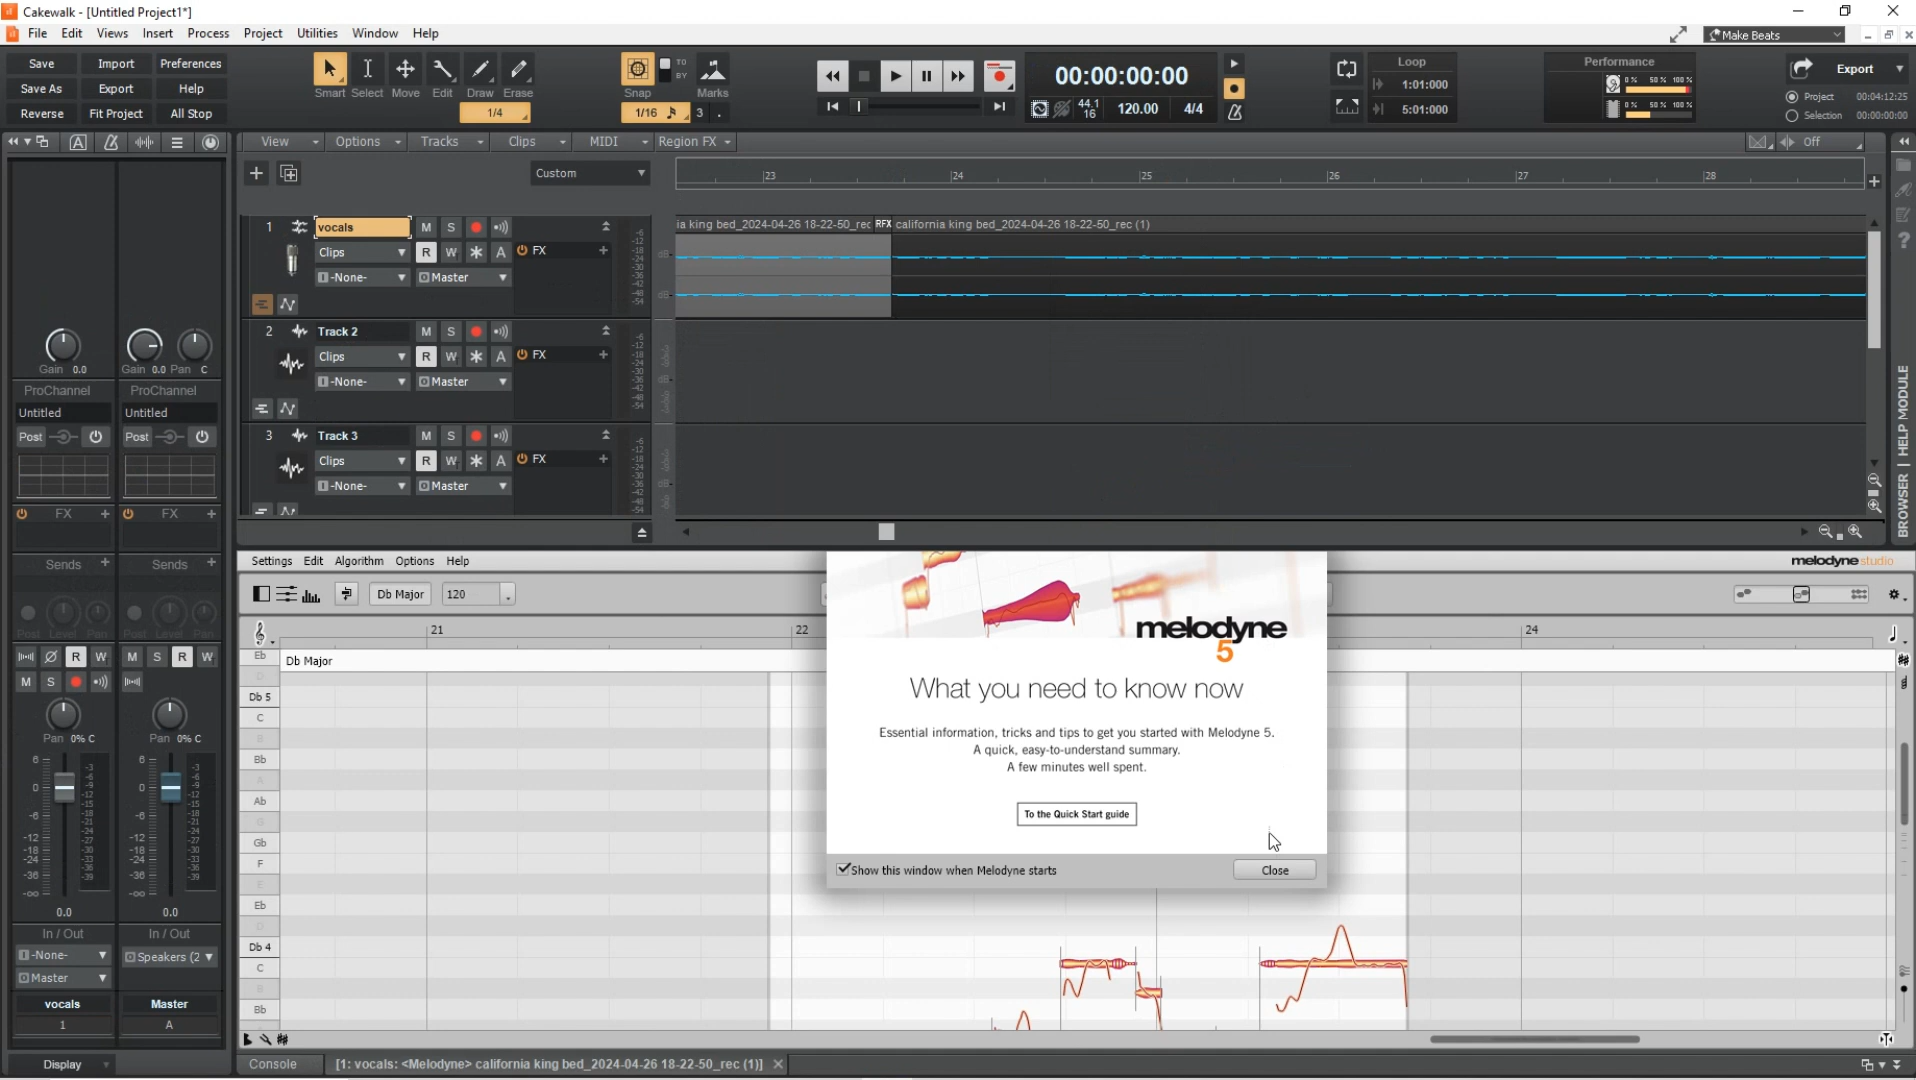 Cakewalk - [Untitled Project1*]
File Edit Views Insert Process Project Utilities Window Help
Make Beats
Save Import Preferences
Save As Export Help
Reverse Fit Project All Stop
Smart Select Move Edit Draw Erase
1/4
Snap TO BY Marks
1/16 3
00:00:00:00
44.1 16 120.00 4/4
Loop
1:01:000
5:01:000
Performance
0 % 50 % 100 %
0 % 50 % 100 %
Export
Project 00:04:12:25
Selection 00:00:00:00
View Options Tracks Clips MIDI Region FX
Off
Custom
23 24 25 26 27 28
ia king bed_2024-04-26 18-22-50_rec RFX california king bed_2024-04-26 18-22-50_rec (1)
1 vocals M S
Clips R W A FX
-None- Master
2 Track 2 M S
Clips R W A FX
-None- Master
3 Track 3 M S
Clips R W A FX
-None- Master
Gain 0.0 Gain 0.0 Pan C
ProChannel ProChannel
Untitled Untitled
Post Post
FX FX
Sends Sends
Post Level Pan Post Level Pan
R W M S R W
M S
Pan 0% C Pan 0% C
0.0 0.0
In / Out In / Out
-None- Speakers (2
Master
vocals Master
1 A
Display
BROWSER | HELP MODULE
Settings Edit Algorithm Options Help
melodyne studio
Db Major 120
21 22 24
Db Major
Eb
D
Db 5
C
B
Bb
A
Ab
G
Gb
F
E
Eb
D
Db 4
C
B
Bb
melodyne
5
What you need to know now
Essential information, tricks and tips to get you started with Melodyne 5.
A quick, easy-to-understand summary.
A few minutes well spent.
To the Quick Start guide
Show this window when Melodyne starts
Close
Console [1: vocals: <Melodyne> california king bed_2024-04-26 18-22-50_rec (1)]